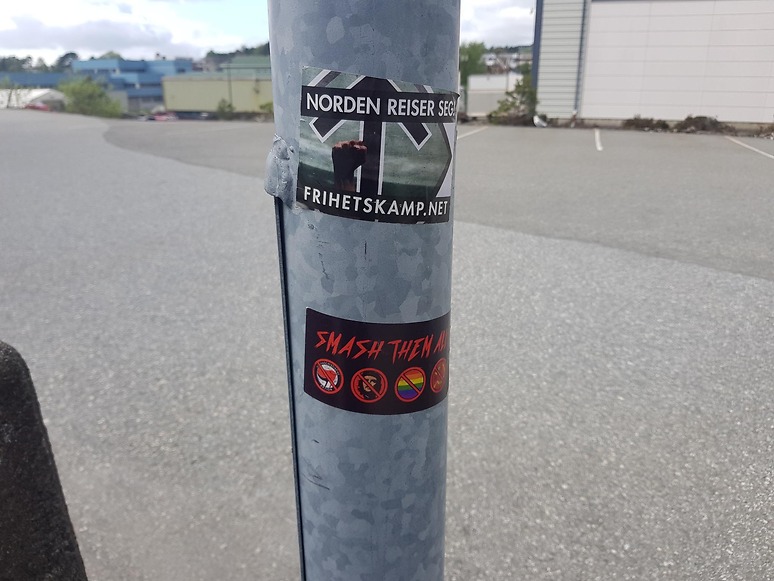 NORDEN REISER SEG!
FRIHETSKAMP.NET
SMASH THEM